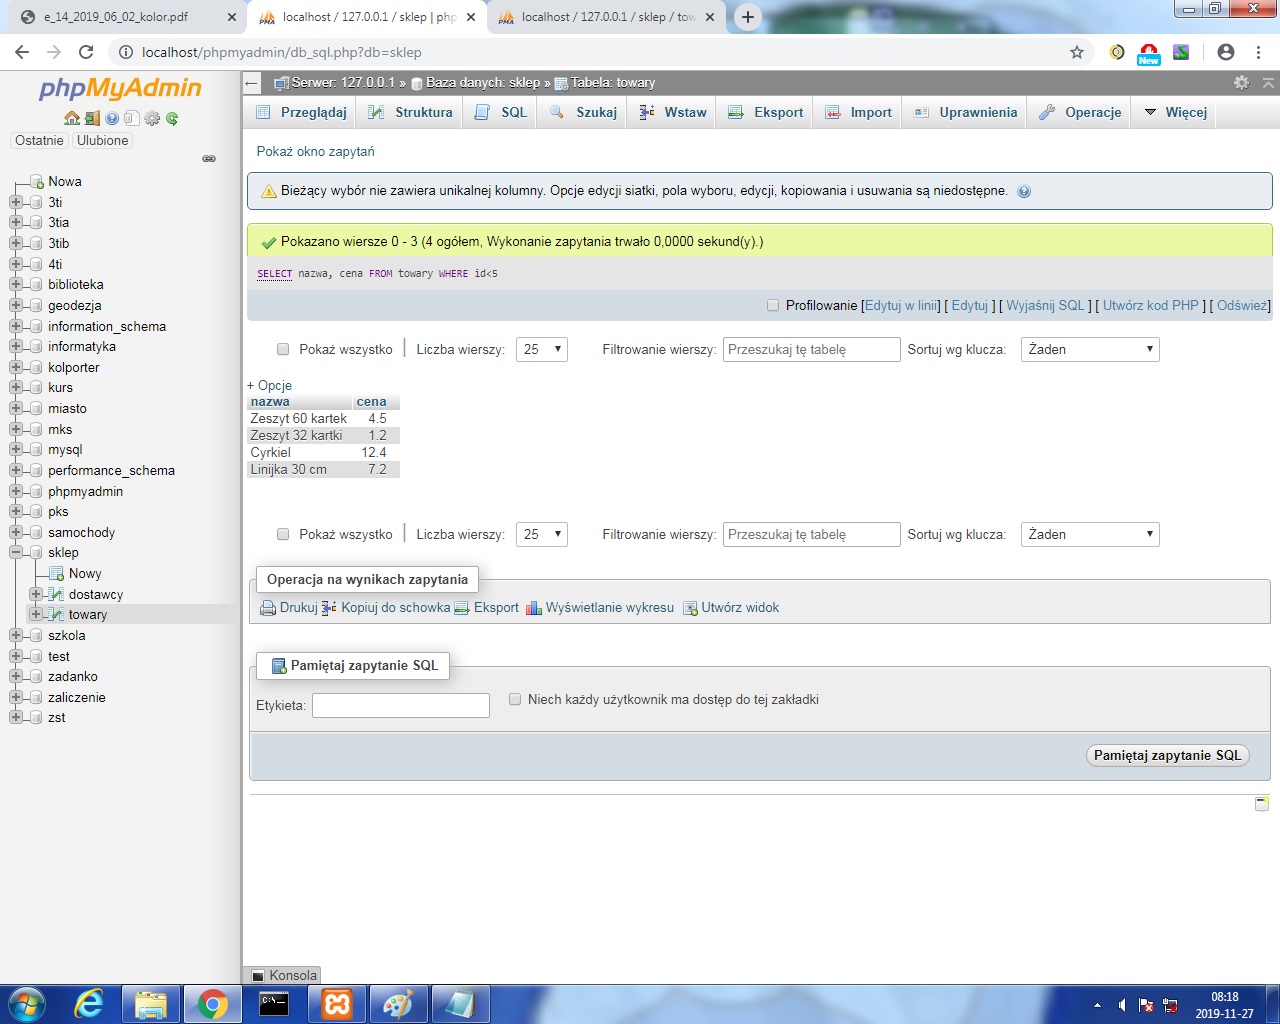 e_14_2019_06_02_kolor.pdf
localhost / 127.0.0.1 / sklep | php
localhost / 127.0.0.1 / sklep / tow
localhost/phpmyadmin/db_sql.php?db=sklep
New
phpMyAdmin
Ostatnie Ulubione
Nowa
3ti
3tia
3tib
4ti
biblioteka
geodezja
information_schema
informatyka
kolporter
kurs
miasto
mks
mysql
performance_schema
phpmyadmin
pks
samochody
sklep
Nowy
dostawcy
towary
szkola
test
zadanko
zaliczenie
zst
Serwer: 127.0.0.1 » Baza danych: sklep » Tabela: towary
Przeglądaj Struktura SQL Szukaj Wstaw Eksport Import Uprawnienia Operacje Więcej
Pokaż okno zapytań
Bieżący wybór nie zawiera unikalnej kolumny. Opcje edycji siatki, pola wyboru, edycji, kopiowania i usuwania są niedostępne.
Pokazano wiersze 0 - 3 (4 ogółem, Wykonanie zapytania trwało 0,0000 sekund(y).)
SELECT nazwa, cena FROM towary WHERE id<5
Profilowanie [Edytuj w linii] [ Edytuj ] [ Wyjaśnij SQL ] [ Utwórz kod PHP ] [ Odśwież]
Pokaż wszystko | Liczba wierszy: 25 Filtrowanie wierszy: Przeszukaj tę tabelę Sortuj wg klucza: Żaden
+ Opcje
nazwa cena
Zeszyt 60 kartek 4.5
Zeszyt 32 kartki 1.2
Cyrkiel 12.4
Linijka 30 cm 7.2
Pokaż wszystko | Liczba wierszy: 25 Filtrowanie wierszy: Przeszukaj tę tabelę Sortuj wg klucza: Żaden
Operacja na wynikach zapytania
Drukuj Kopiuj do schowka Eksport Wyświetlanie wykresu Utwórz widok
Pamiętaj zapytanie SQL
Etykieta: Niech każdy użytkownik ma dostęp do tej zakładki
Pamiętaj zapytanie SQL
Konsola
08:18
2019-11-27